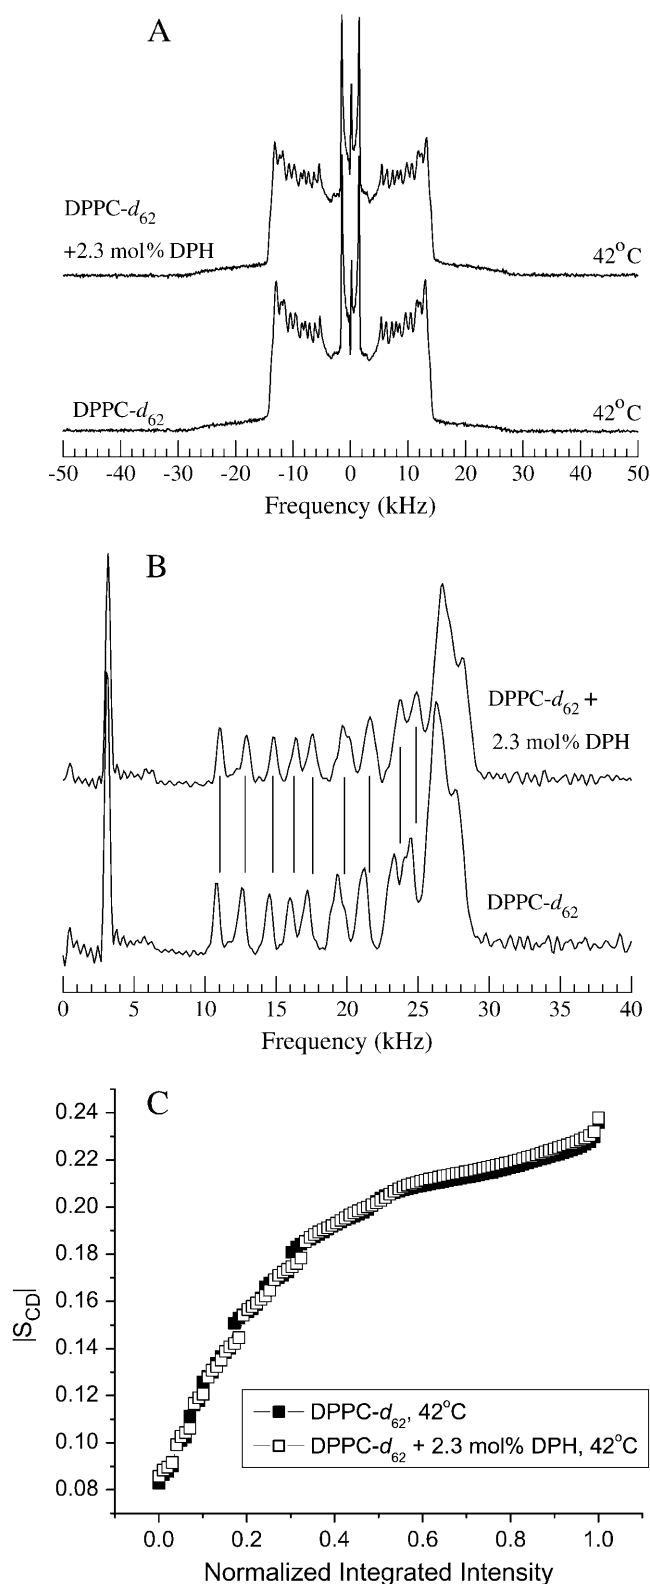 A
DPPC-d62
+2.3 mol% DPH
42°C
DPPC-d62
42°C
-50 -40 -30 -20 -10 0 10 20 30 40 50
Frequency (kHz)
B
DPPC-d62 +
2.3 mol% DPH
DPPC-d62
0 5 10 15 20 25 30 35 40
Frequency (kHz)
C
0.24
0.22
0.20
0.18
0.16
0.14
0.12
0.10
0.08
|SCD|
DPPC-d62, 42°C
DPPC-d62 + 2.3 mol% DPH, 42°C
0.0 0.2 0.4 0.6 0.8 1.0
Normalized Integrated Intensity